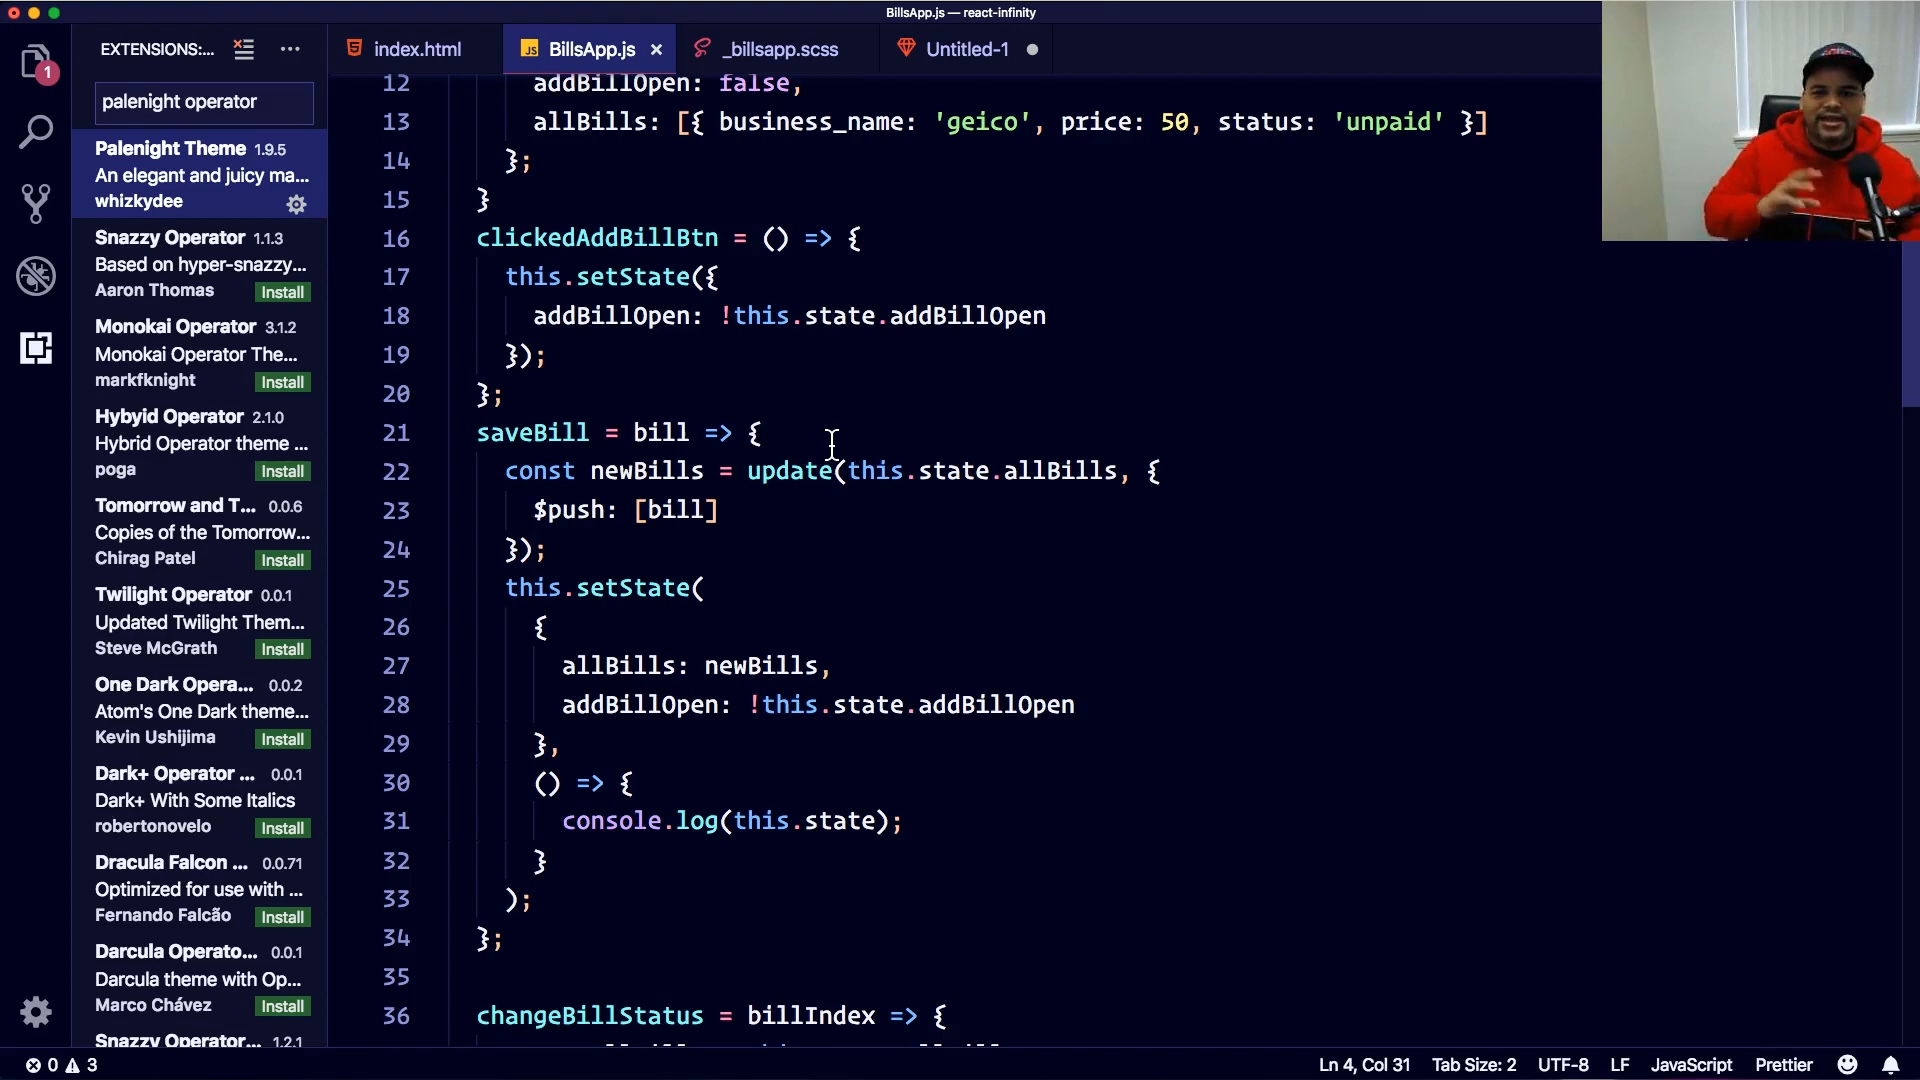 BillsApp.js — react-infinity
EXTENSIONS:...
index.html
BillsApp.js
_billsapp.scss
Untitled-1
1
palenight operator
Palenight Theme 1.9.5
An elegant and juicy ma...
whizkydee
Snazzy Operator 1.1.3
Based on hyper-snazzy...
Aaron Thomas Install
Monokai Operator 3.1.2
Monokai Operator The...
markfknight Install
Hybyid Operator 2.1.0
Hybrid Operator theme ...
poga Install
Tomorrow and T... 0.0.6
Copies of the Tomorrow...
Chirag Patel Install
Twilight Operator 0.0.1
Updated Twilight Them...
Steve McGrath Install
One Dark Opera... 0.0.2
Atom's One Dark theme...
Kevin Ushijima Install
Dark+ Operator ... 0.0.1
Dark+ With Some Italics
robertonovelo Install
Dracula Falcon ... 0.0.71
Optimized for use with ...
Fernando Falcão Install
Darcula Operato... 0.0.1
Darcula theme with Op...
Marco Chávez Install
Snazzy Operator... 1.2.1
12 addBillOpen: false,
13 allBills: [{ business_name: 'geico', price: 50, status: 'unpaid' }]
14 };
15 }
16 clickedAddBillBtn = () => {
17 this.setState({
18 addBillOpen: !this.state.addBillOpen
19 });
20 };
21 saveBill = bill => {
22 const newBills = update(this.state.allBills, {
23 $push: [bill]
24 });
25 this.setState(
26 {
27 allBills: newBills,
28 addBillOpen: !this.state.addBillOpen
29 },
30 () => {
31 console.log(this.state);
32 }
33 );
34 };
35
36 changeBillStatus = billIndex => {
0 3
Ln 4, Col 31 Tab Size: 2 UTF-8 LF JavaScript Prettier